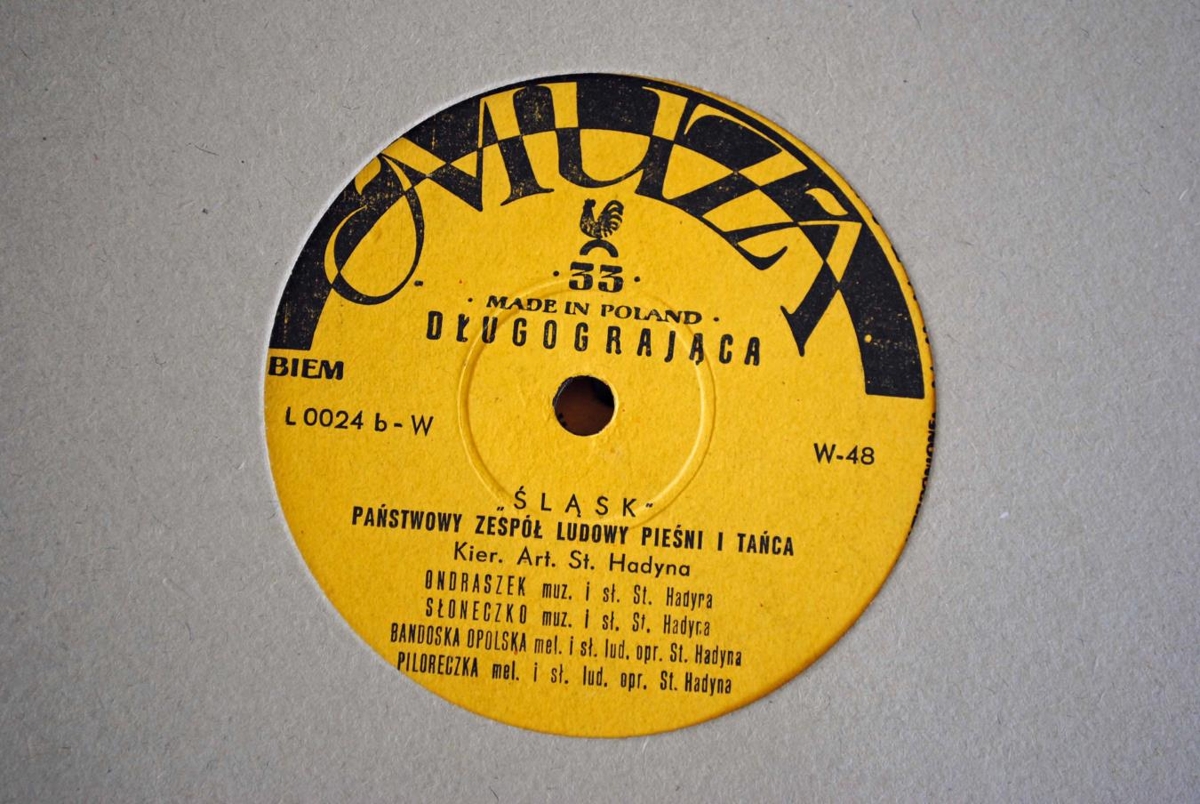 MUZA
·33·
· MADE IN POLAND ·
DŁUGOGRAJĄCA
BIEM
L 0024 b - W
W-48
„ŚLĄSK”
PAŃSTWOWY ZESPÓŁ LUDOWY PIEŚNI I TAŃCA
Kier. Art. St. Hadyna
ONDRASZEK muz. i sł. St. Hadyna
SŁONECZKO muz. i sł. St. Hadyna
BANDOSKA OPOLSKA mel. i sł. lud. opr. St. Hadyna
PILORECZKA mel. i sł. lud. opr. St. Hadyna